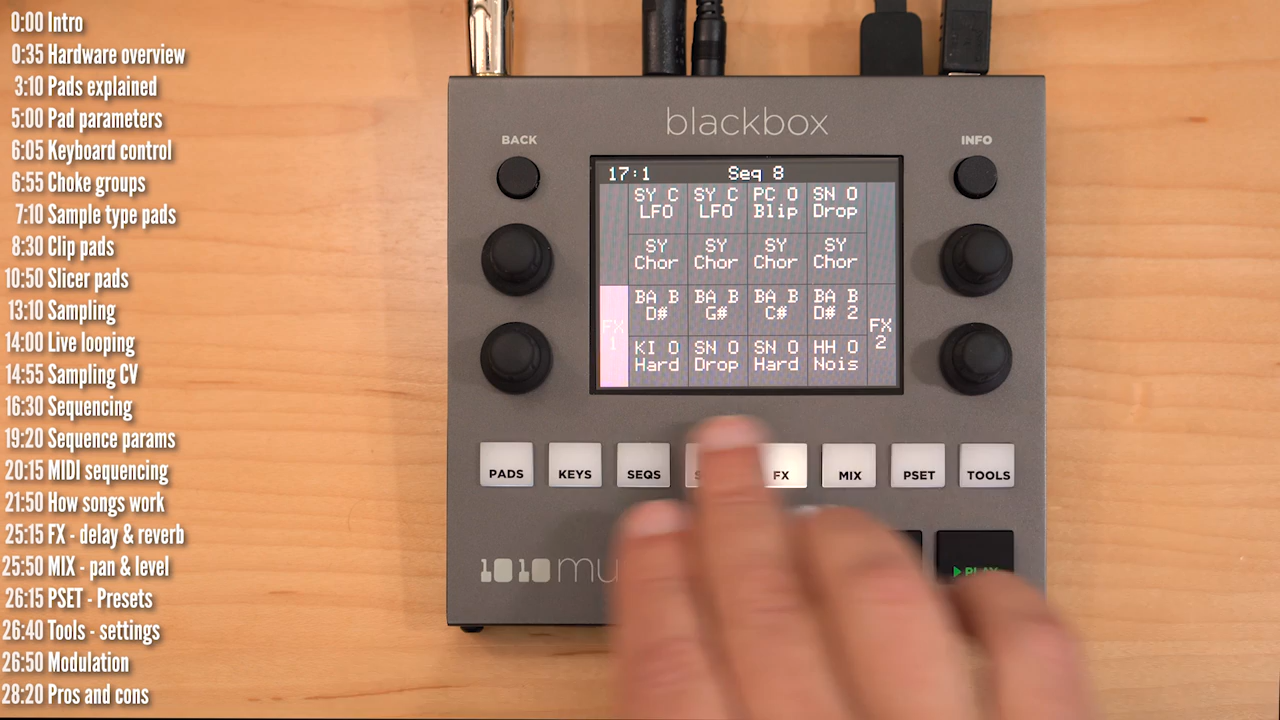 0:00 Intro
0:35 Hardware overview
3:10 Pads explained
5:00 Pad parameters
6:05 Keyboard control
6:55 Choke groups
7:10 Sample type pads
8:30 Clip pads
10:50 Slicer pads
13:10 Sampling
14:00 Live looping
14:55 Sampling CV
16:30 Sequencing
19:20 Sequence params
20:15 MIDI sequencing
21:50 How songs work
25:15 FX - delay & reverb
25:50 MIX - pan & level
26:15 PSET - Presets
26:40 Tools - settings
26:50 Modulation
28:20 Pros and cons
blackbox
BACK
INFO
17:1 Seq 8
SY C SY C PC O SN O
LFO LFO Blip Drop
SY SY SY SY
Chor Chor Chor Chor
BA B BA B BA B BA B
D# G# C# D# 2
FX 1
FX 2
KI O SN O SN O HH O
Hard Drop Hard Nois
PADS KEYS SEQS FX MIX PSET TOOLS
1010 mu
PLAY